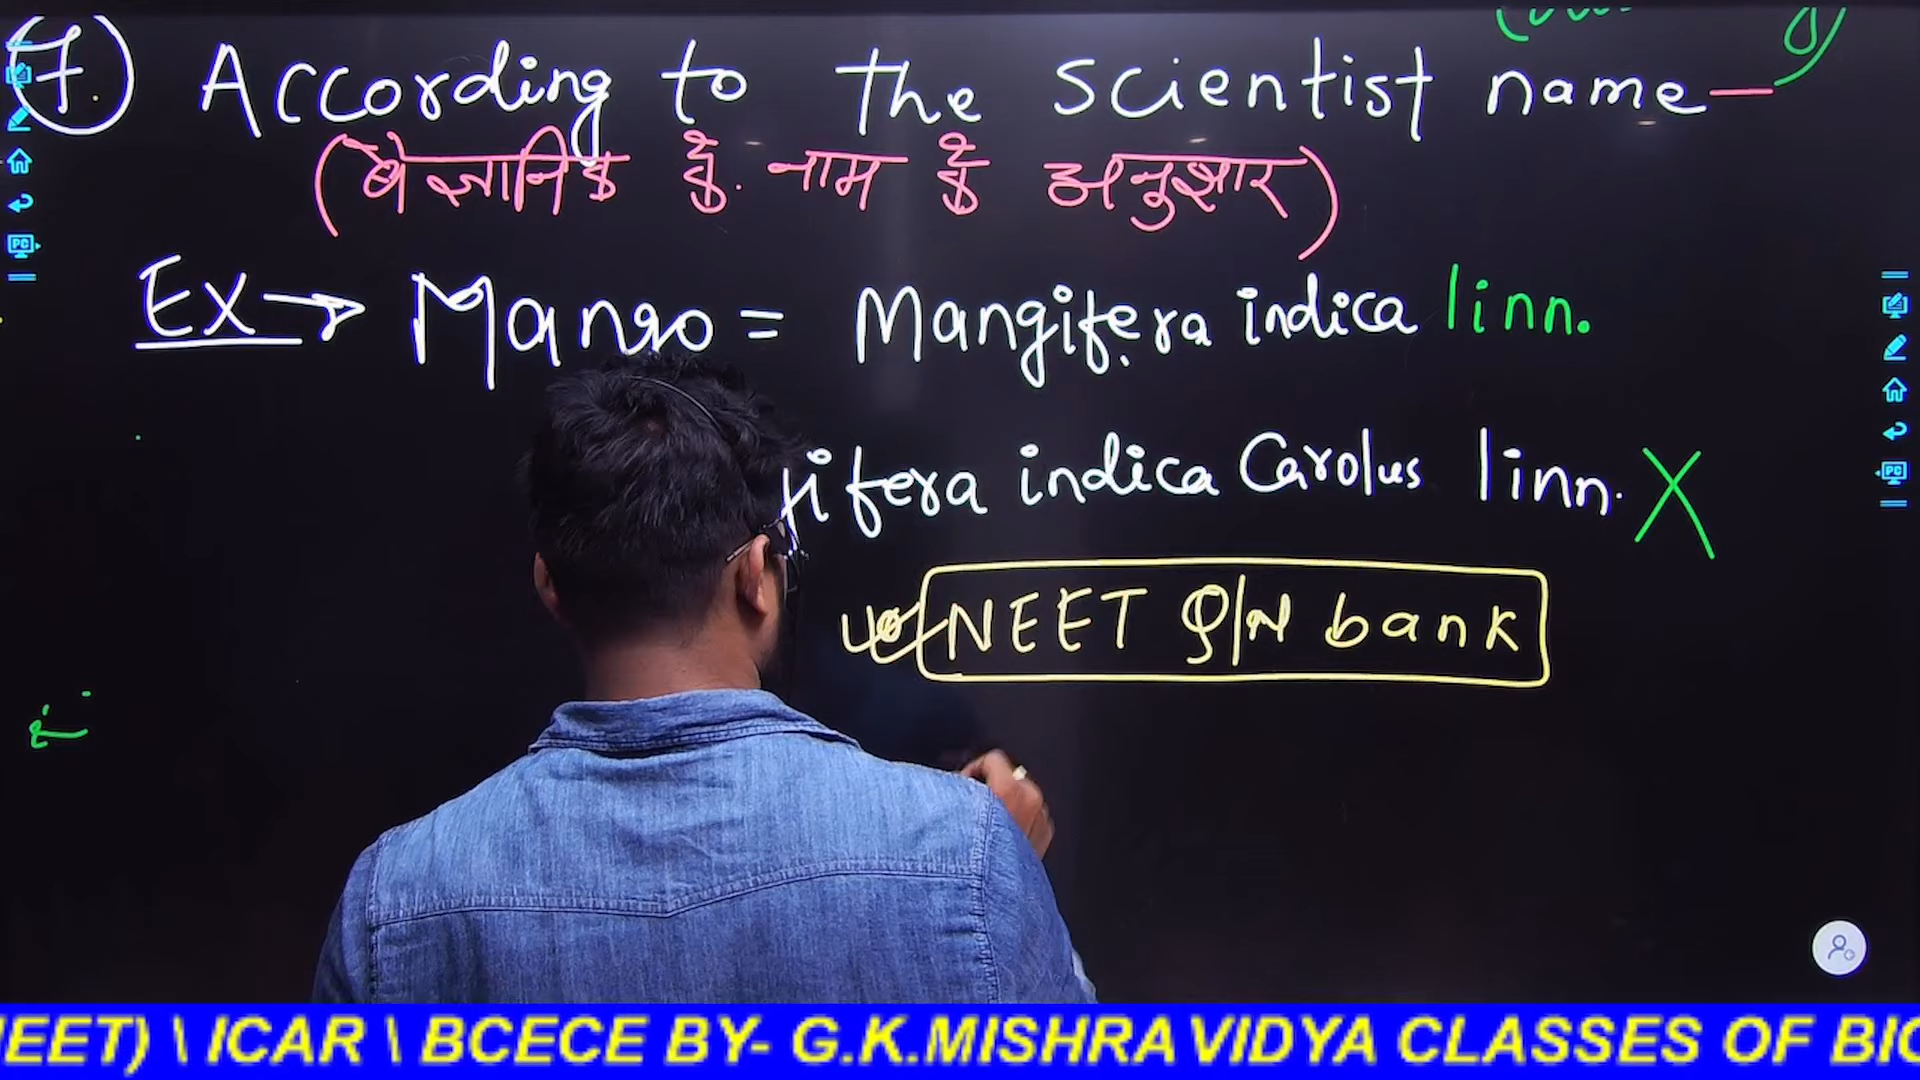 7. According to the Scientist name—
(वैज्ञानिक के नाम के अनुसार)
Ex → Mango = Mangifera indica linn.
ifera indica Carolus linn. X
NEET Q/N bank
NEET) \ ICAR \ BCECE BY- G.K.MISHRA VIDYA CLASSES OF BIO